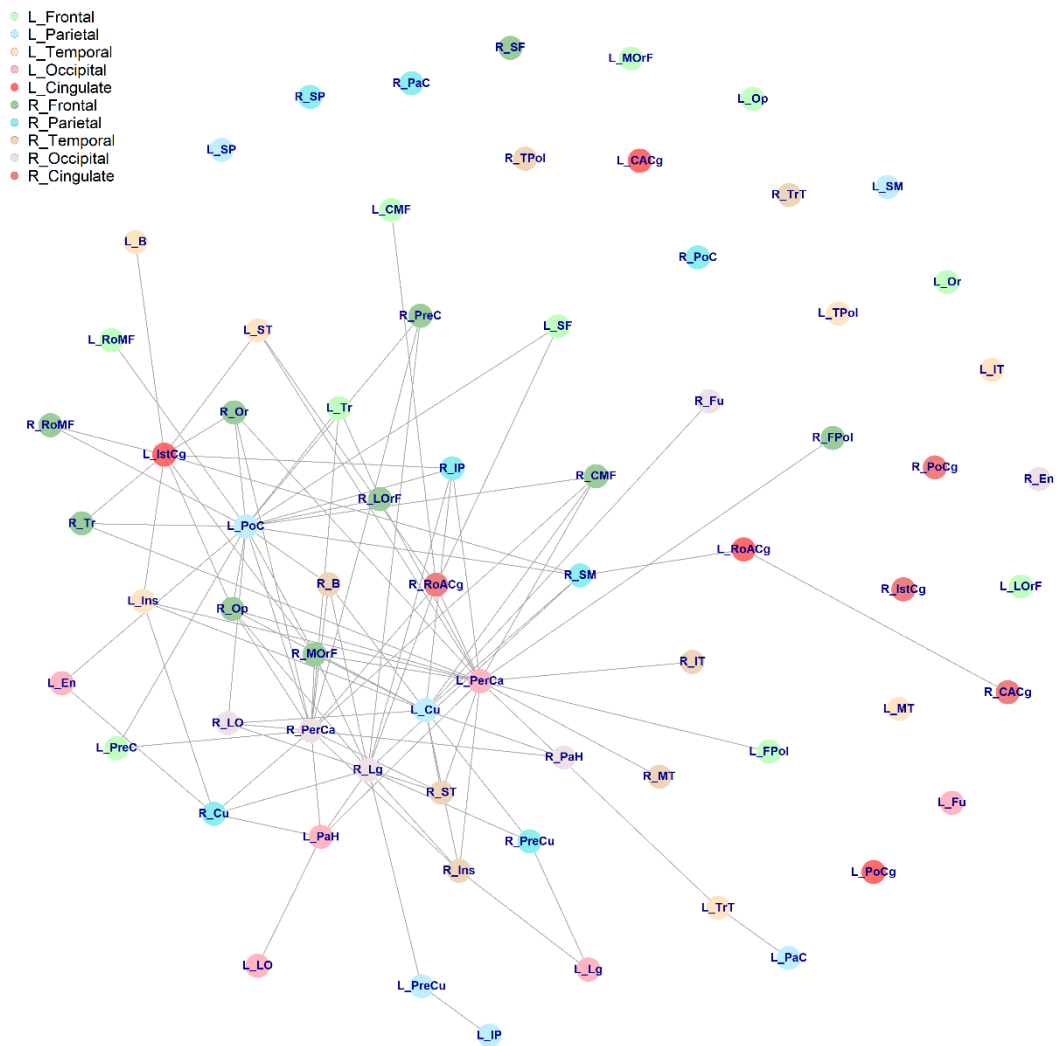 L_Frontal
L_Parietal
L_Temporal
L_Occipital
L_Cingulate
R_Frontal
R_Parietal
R_Temporal
R_Occipital
R_Cingulate
R_SF
L_MOrF
R_PaC
R_SP
L_Op
L_SP
R_TPol
L_CACg
L_SM
R_TrT
L_CMF
L_B
R_PoC
L_Or
L_TPol
R_PreC
L_SF
L_ST
L_RoMF
L_IT
R_Fu
L_Tr
R_Or
R_RoMF
R_FPol
L_IstCg
R_IP
R_PoCg
R_CMF
R_En
R_LOrF
R_Tr
L_PoC
L_RoACg
R_SM
R_B
R_RoACg
L_LOrF
R_IstCg
L_Ins
R_Op
R_MOrF
R_IT
L_En
L_PerCa
R_CACg
L_MT
L_Cu
R_LO
R_PerCa
L_PreC
L_FPol
R_PaH
R_Lg
R_MT
R_ST
L_Fu
R_Cu
L_PaH
R_PreCu
R_Ins
L_PoCg
L_TrT
L_PaC
L_LO
L_Lg
L_PreCu
L_IP